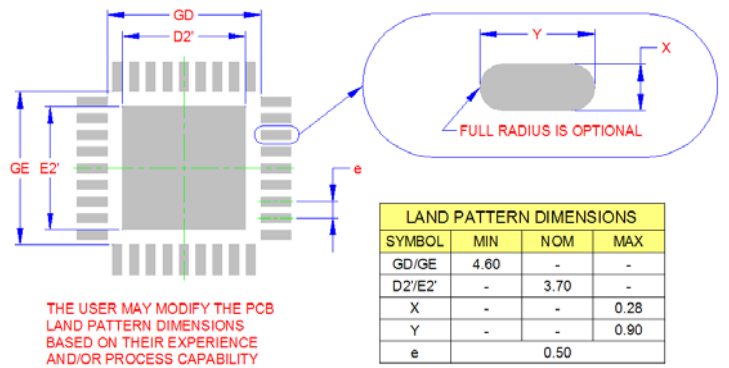 GD
D2'
GE
E2'
e
Y
X
FULL RADIUS IS OPTIONAL
LAND PATTERN DIMENSIONS
SYMBOL MIN NOM MAX
GD/GE 4.60 - -
D2'/E2' - 3.70 -
X - - 0.28
Y - - 0.90
e 0.50
THE USER MAY MODIFY THE PCB
LAND PATTERN DIMENSIONS
BASED ON THEIR EXPERIENCE
AND/OR PROCESS CAPABILITY